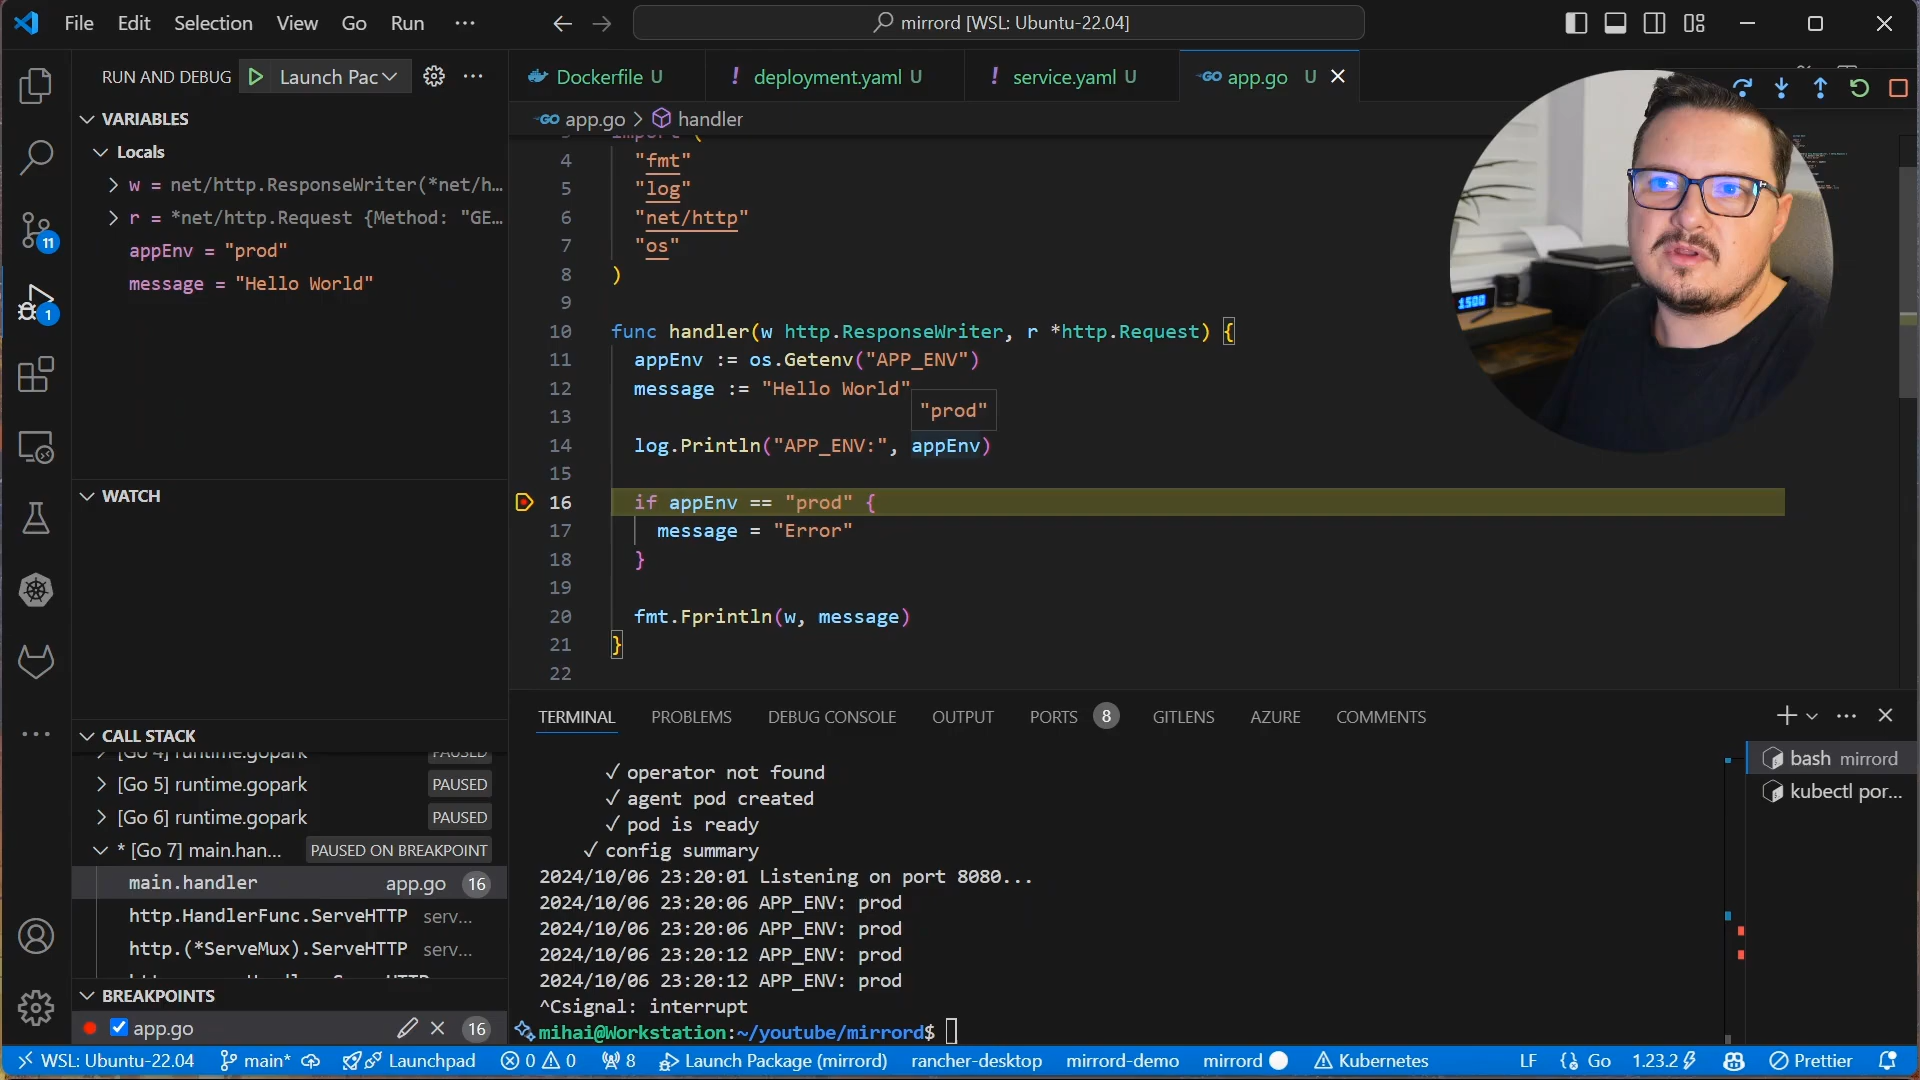 File Edit Selection View Go Run ···
mirrord [WSL: Ubuntu-22.04]
RUN AND DEBUG Launch Pac
Dockerfile U
! deployment.yaml U
! service.yaml U
GO app.go U
GO app.go > handler
VARIABLES
Locals
w = net/http.ResponseWriter(*net/h...
r = *net/http.Request {Method: "GE...
appEnv = "prod"
message = "Hello World"
WATCH
CALL STACK
[Go 4] runtime.gopark PAUSED
[Go 5] runtime.gopark PAUSED
[Go 6] runtime.gopark PAUSED
* [Go 7] main.han... PAUSED ON BREAKPOINT
main.handler app.go 16
http.HandlerFunc.ServeHTTP serv...
http.(*ServeMux).ServeHTTP serv...
BREAKPOINTS
app.go 16
11
1
import (
4 "fmt"
5 "log"
6 "net/http"
7 "os"
8 )
9
10 func handler(w http.ResponseWriter, r *http.Request) {
11 appEnv := os.Getenv("APP_ENV")
12 message := "Hello World"
"prod"
13
14 log.Println("APP_ENV:", appEnv)
15
16 if appEnv == "prod" {
17 message = "Error"
18 }
19
20 fmt.Fprintln(w, message)
21 }
22
1500
TERMINAL PROBLEMS DEBUG CONSOLE OUTPUT PORTS 8 GITLENS AZURE COMMENTS
✓ operator not found
✓ agent pod created
✓ pod is ready
✓ config summary
2024/10/06 23:20:01 Listening on port 8080...
2024/10/06 23:20:06 APP_ENV: prod
2024/10/06 23:20:06 APP_ENV: prod
2024/10/06 23:20:12 APP_ENV: prod
2024/10/06 23:20:12 APP_ENV: prod
^Csignal: interrupt
mihai@Workstation:~/youtube/mirrord$
bash mirrord
kubectl por...
WSL: Ubuntu-22.04 main* Launchpad 0 0 8 Launch Package (mirrord) rancher-desktop mirrord-demo mirrord Kubernetes LF Go 1.23.2 Prettier